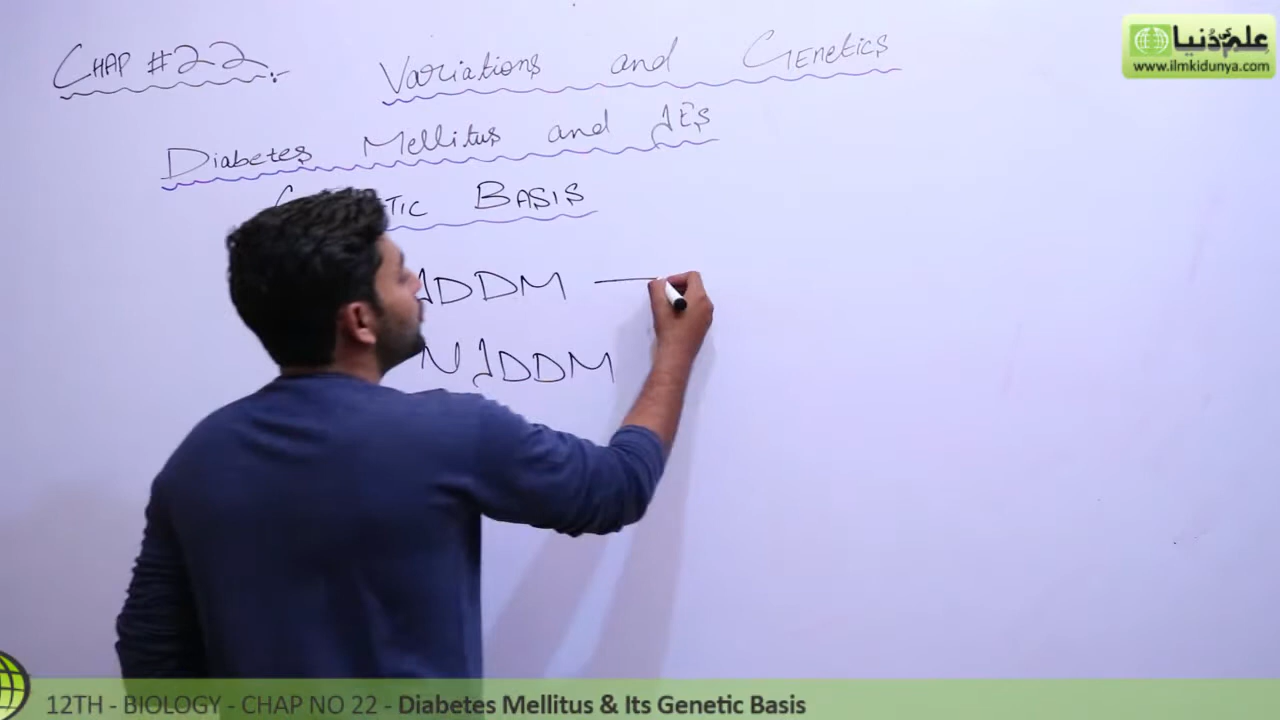 CHAP #22:-
Variations and GENETICS
Diabetes Mellitus and ITS
BASIS
IDDM —
NIDDM
علم کی دنیا
www.ilmkidunya.com
12TH - BIOLOGY - CHAP NO 22 - Diabetes Mellitus & Its Genetic Basis